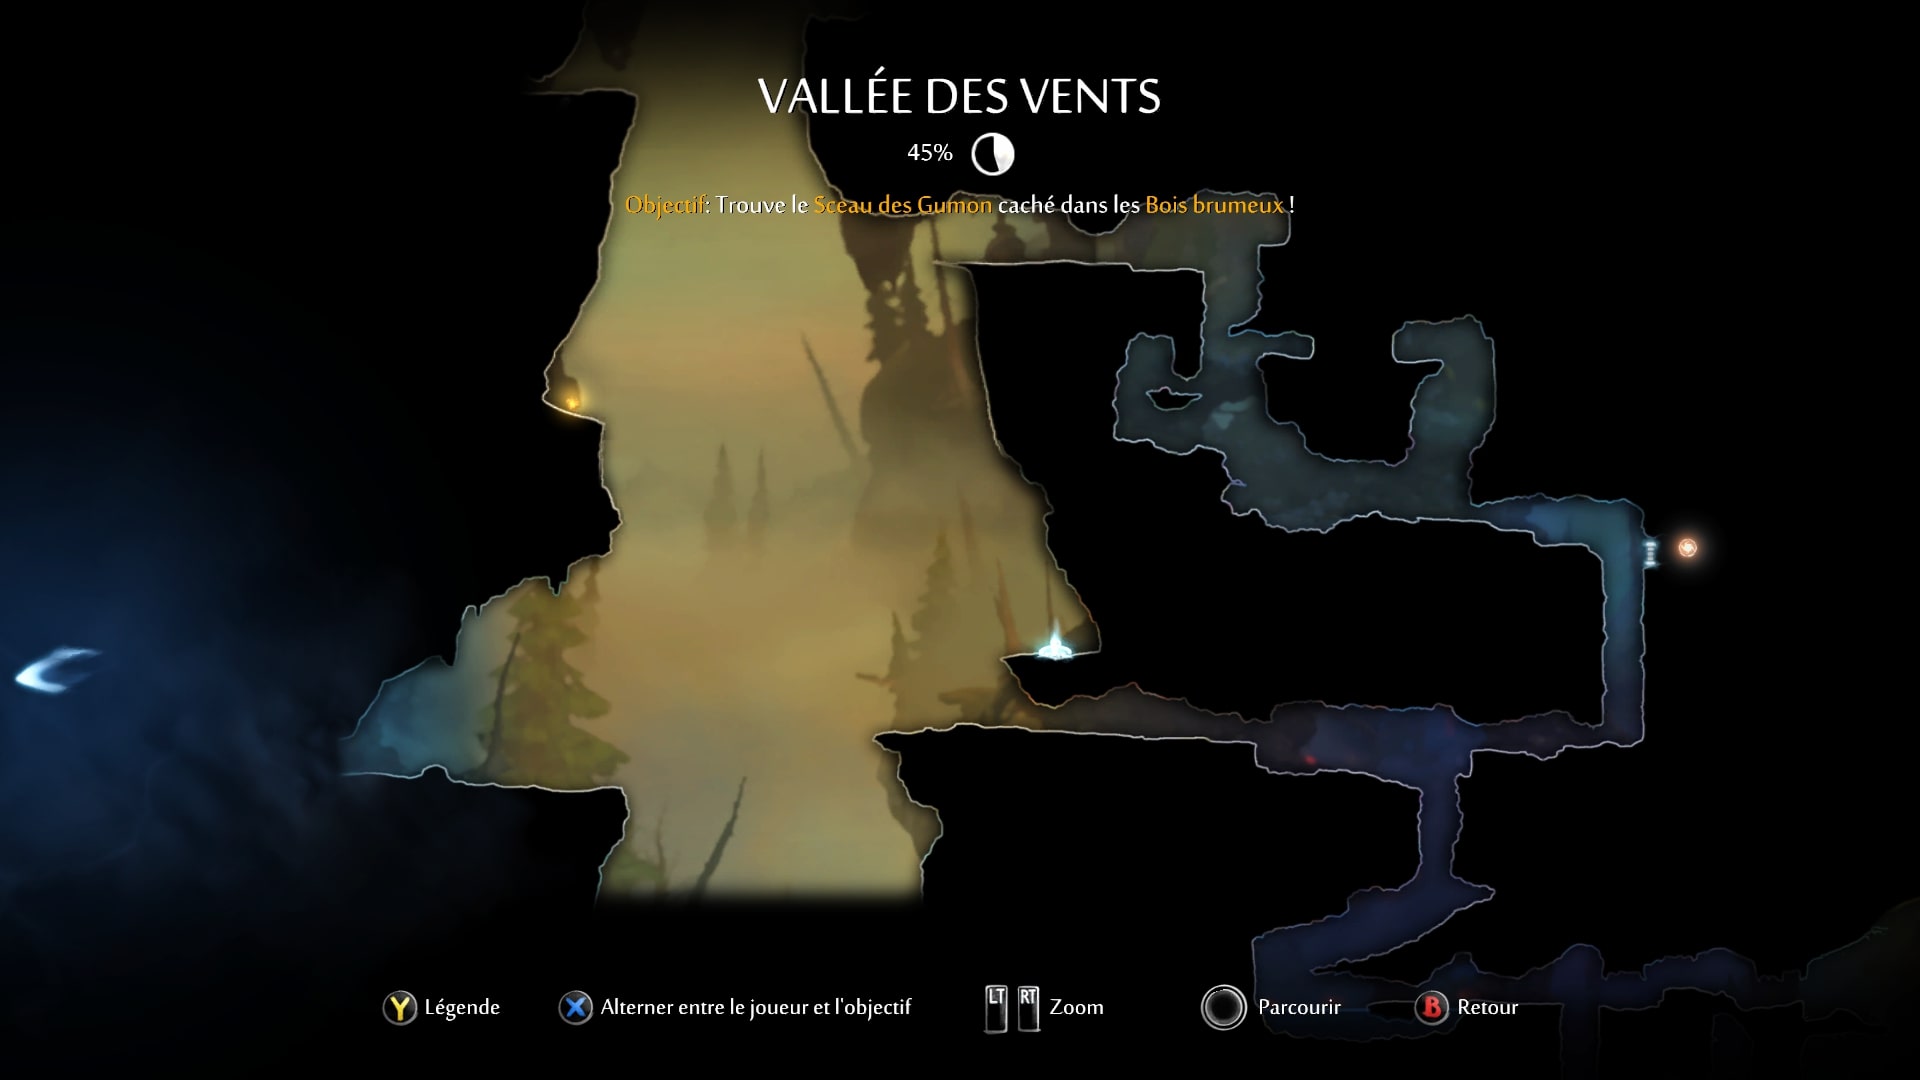 VALLÉE DES VENTS
45%
Objectif: Trouve le Sceau des Gumon caché dans les Bois brumeux !
Y Légende
X Alterner entre le joueur et l'objectif
LT RT Zoom
Parcourir
B Retour